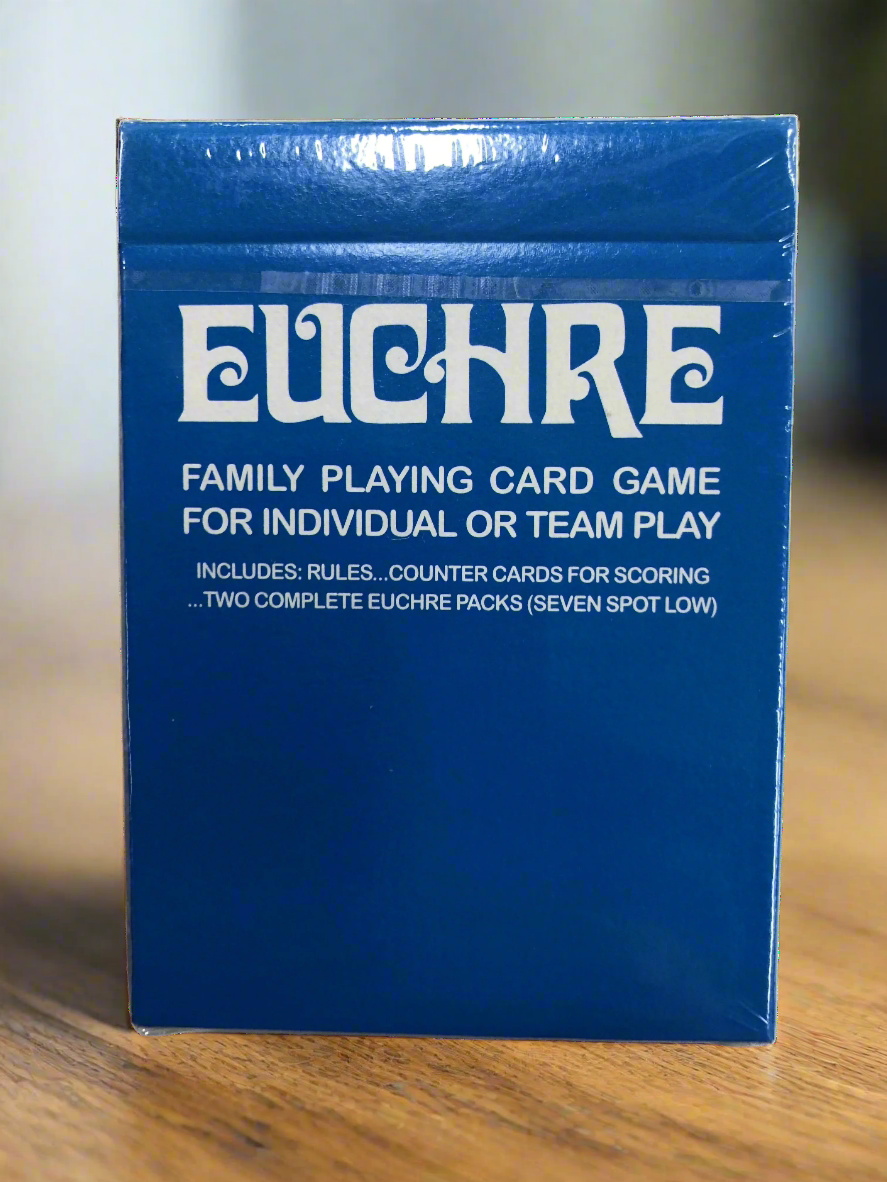 EUCHRE
FAMILY PLAYING CARD GAME
FOR INDIVIDUAL OR TEAM PLAY
INCLUDES: RULES...COUNTER CARDS FOR SCORING
...TWO COMPLETE EUCHRE PACKS (SEVEN SPOT LOW)